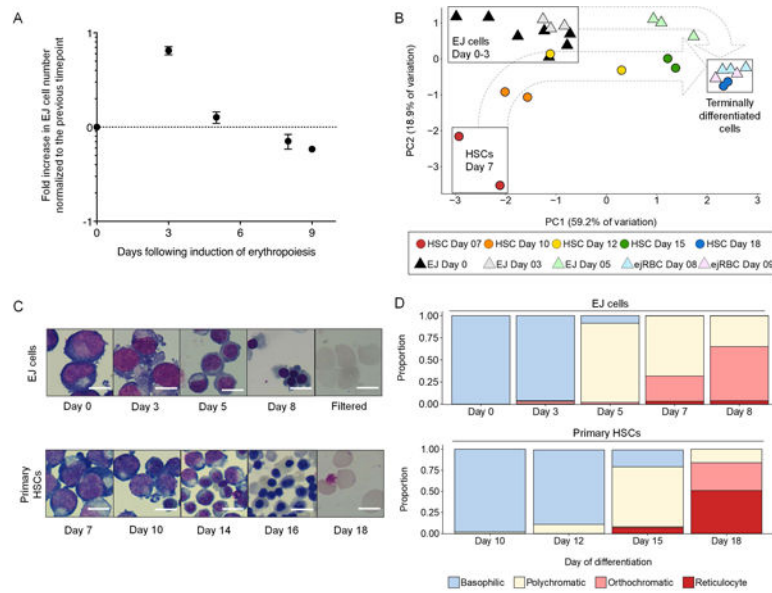 A
Fold increase in EJ cell number
normalized to the previous timepoint
1
0
-1
0
3
6
9
Days following induction of erythropoiesis
B
PC2 (18.9% of variation)
1
0
−1
−2
−3
−4
EJ cells
Day 0-3
HSCs
Day 7
Terminally
differentiated
cells
−3
−2
−1
0
1
2
3
PC1 (59.2% of variation)
HSC Day 07
HSC Day 10
HSC Day 12
HSC Day 15
HSC Day 18
EJ Day 0
EJ Day 03
EJ Day 05
ejRBC Day 08
ejRBC Day 09
C
EJ cells
Day 0
Day 3
Day 5
Day 8
Filtered
Primary
HSCs
Day 7
Day 10
Day 14
Day 16
Day 18
D
EJ cells
Proportion
1.00
0.75
0.50
0.25
0.00
Day 0
Day 3
Day 5
Day 7
Day 8
Primary HSCs
Proportion
1.00
0.75
0.50
0.25
0.00
Day 10
Day 12
Day 15
Day 18
Day of differentiation
Basophilic
Polychromatic
Orthochromatic
Reticulocyte